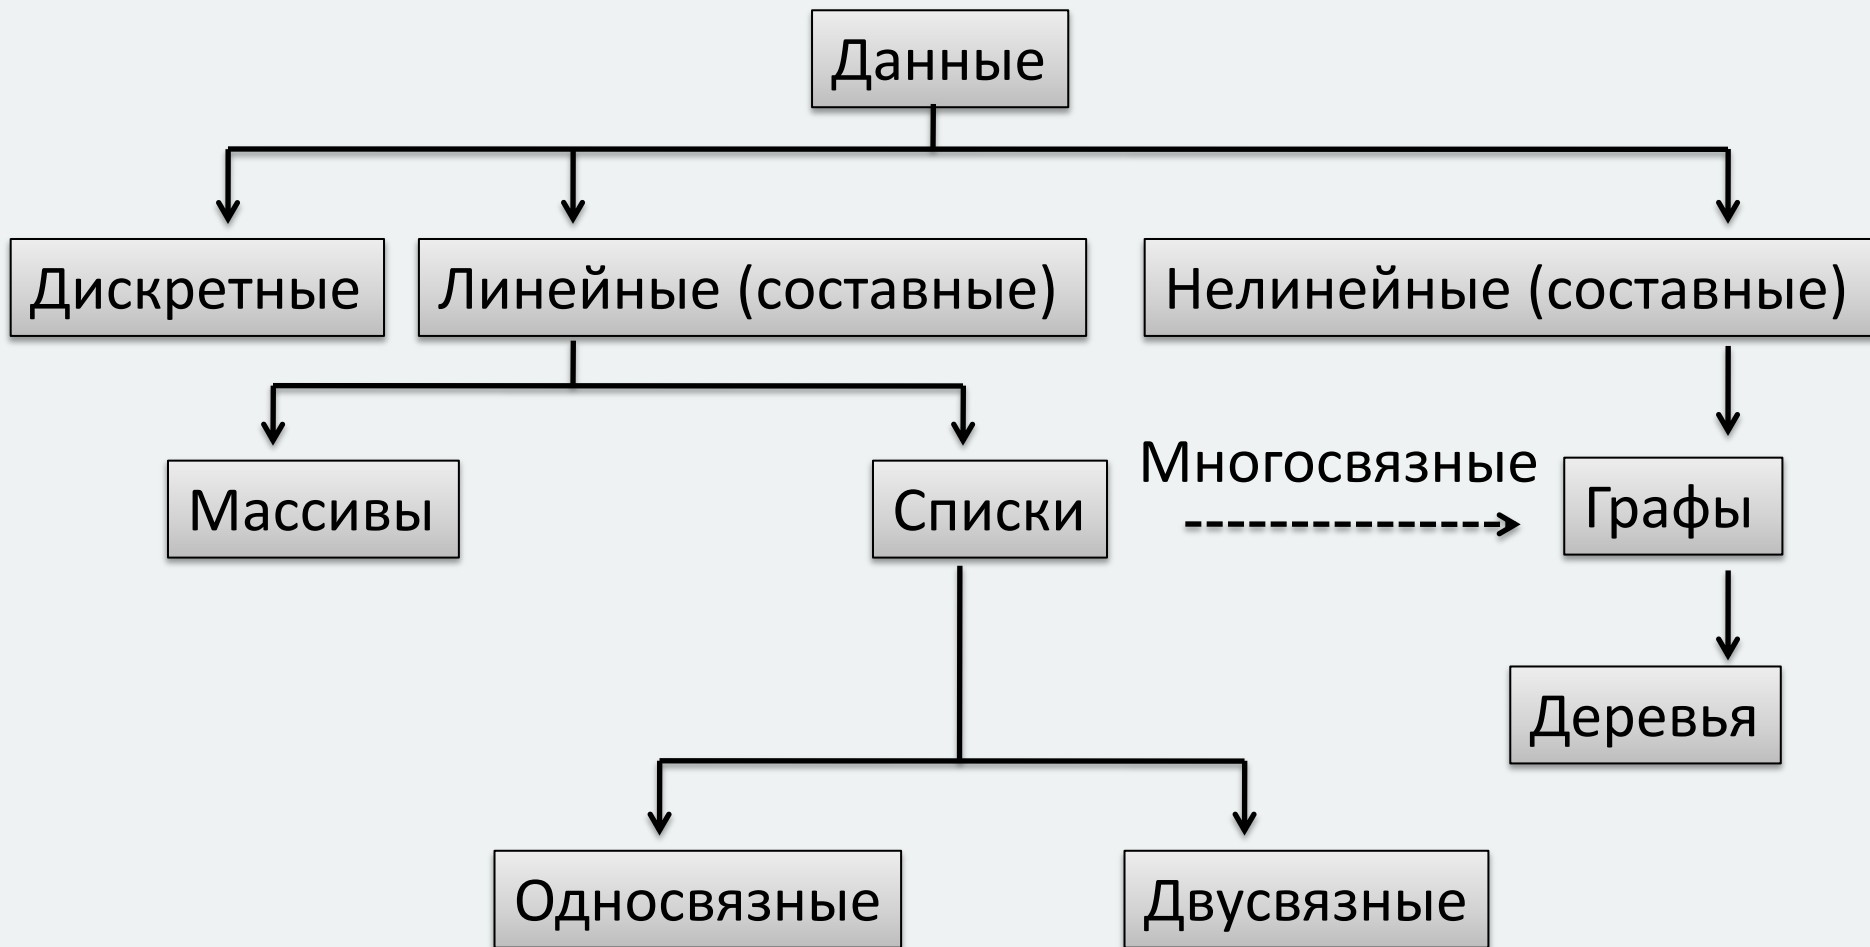 Данные
Дискретные
Линейные (составные)
Нелинейные (составные)
Массивы
Списки
Многосвязные
Графы
Деревья
Односвязные
Двусвязные